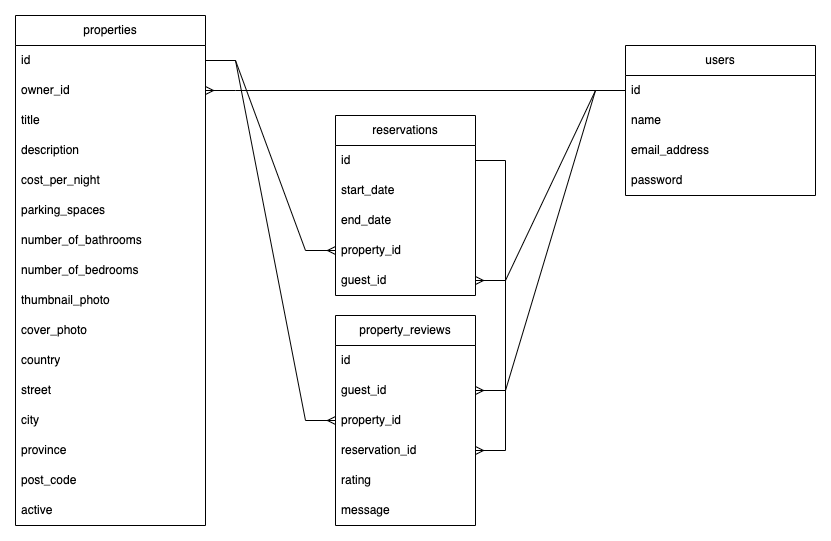 properties
id
owner_id
title
description
cost_per_night
parking_spaces
number_of_bathrooms
number_of_bedrooms
thumbnail_photo
cover_photo
country
street
city
province
post_code
active
reservations
id
start_date
end_date
property_id
guest_id
property_reviews
id
guest_id
property_id
reservation_id
rating
message
users
id
name
email_address
password